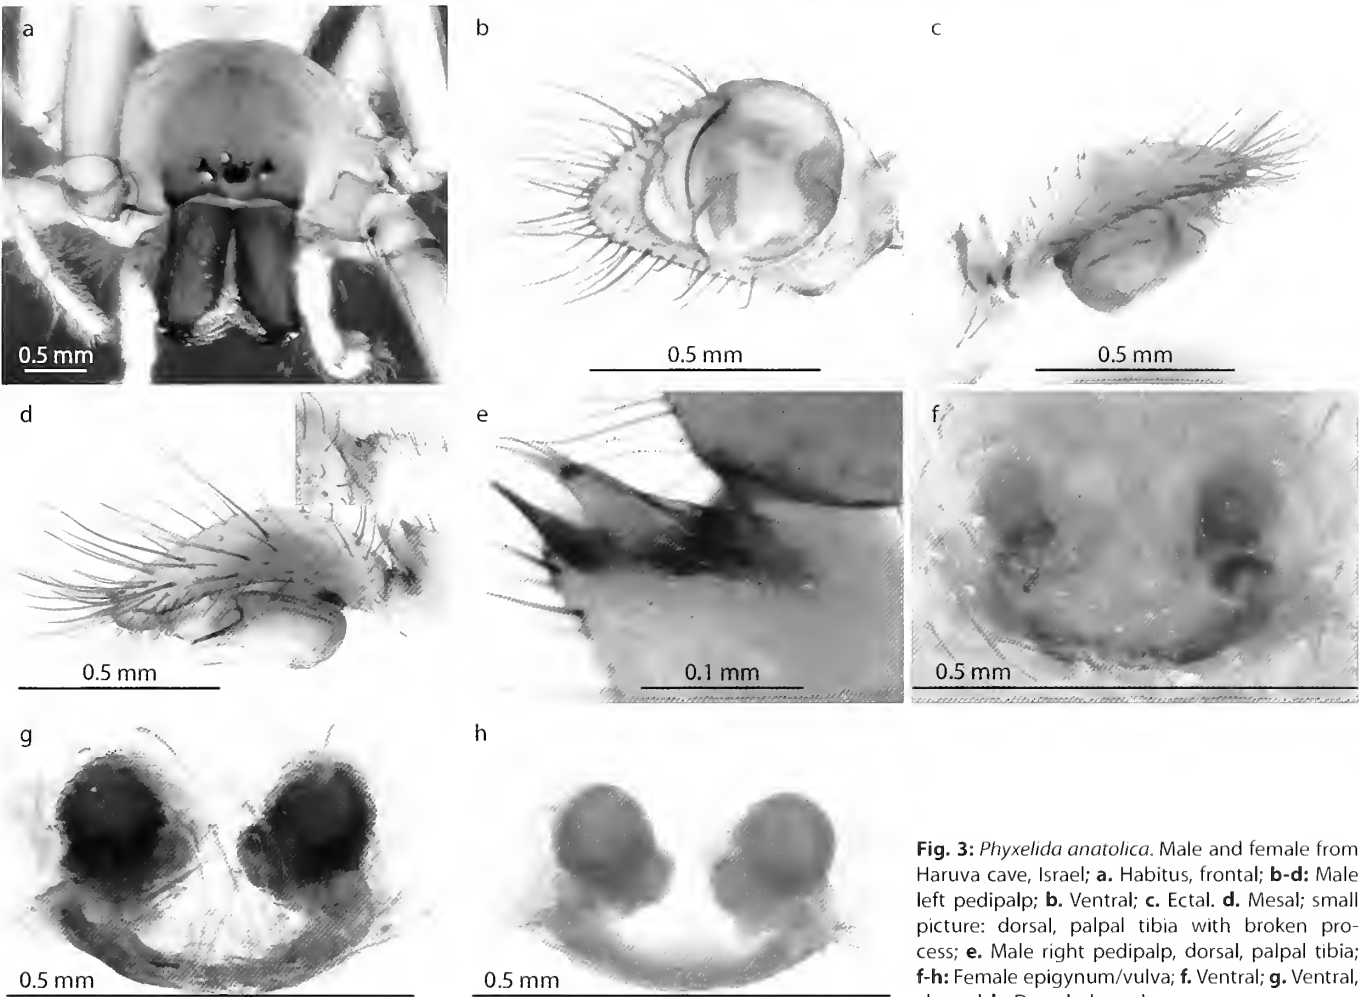 a
b
c
0.5 mm
0.5 mm
0.5 mm
d
e
f
0.5 mm
0.1 mm
0.5 mm
g
h
0.5 mm
0.5 mm
Fig. 3: Phyxelida anatolica. Male and female from
Haruva cave, Israel; a. Habitus, frontal; b-d: Male
left pedipalp; b. Ventral; c. Ectal. d. Mesal; small
picture: dorsal, palpal tibia with broken pro-
cess; e. Male right pedipalp, dorsal, palpal tibia;
f-h: Female epigynum/vulva; f. Ventral; g. Ventral,